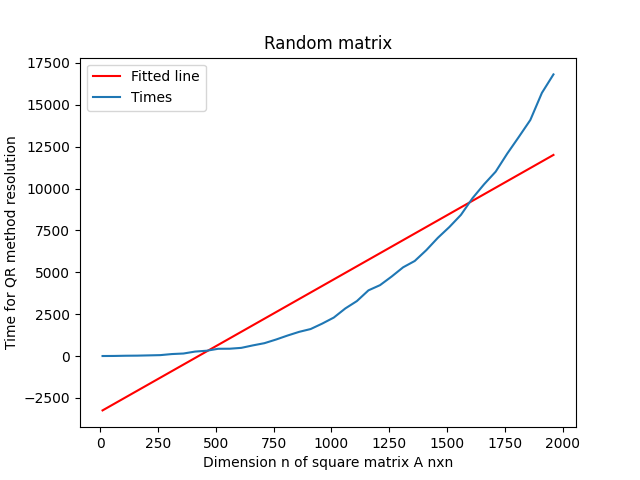 Random matrix
Fitted line
Times
17500
15000
12500
10000
7500
5000
2500
0
−2500
Time for QR method resolution
0 250 500 750 1000 1250 1500 1750 2000
Dimension n of square matrix A nxn